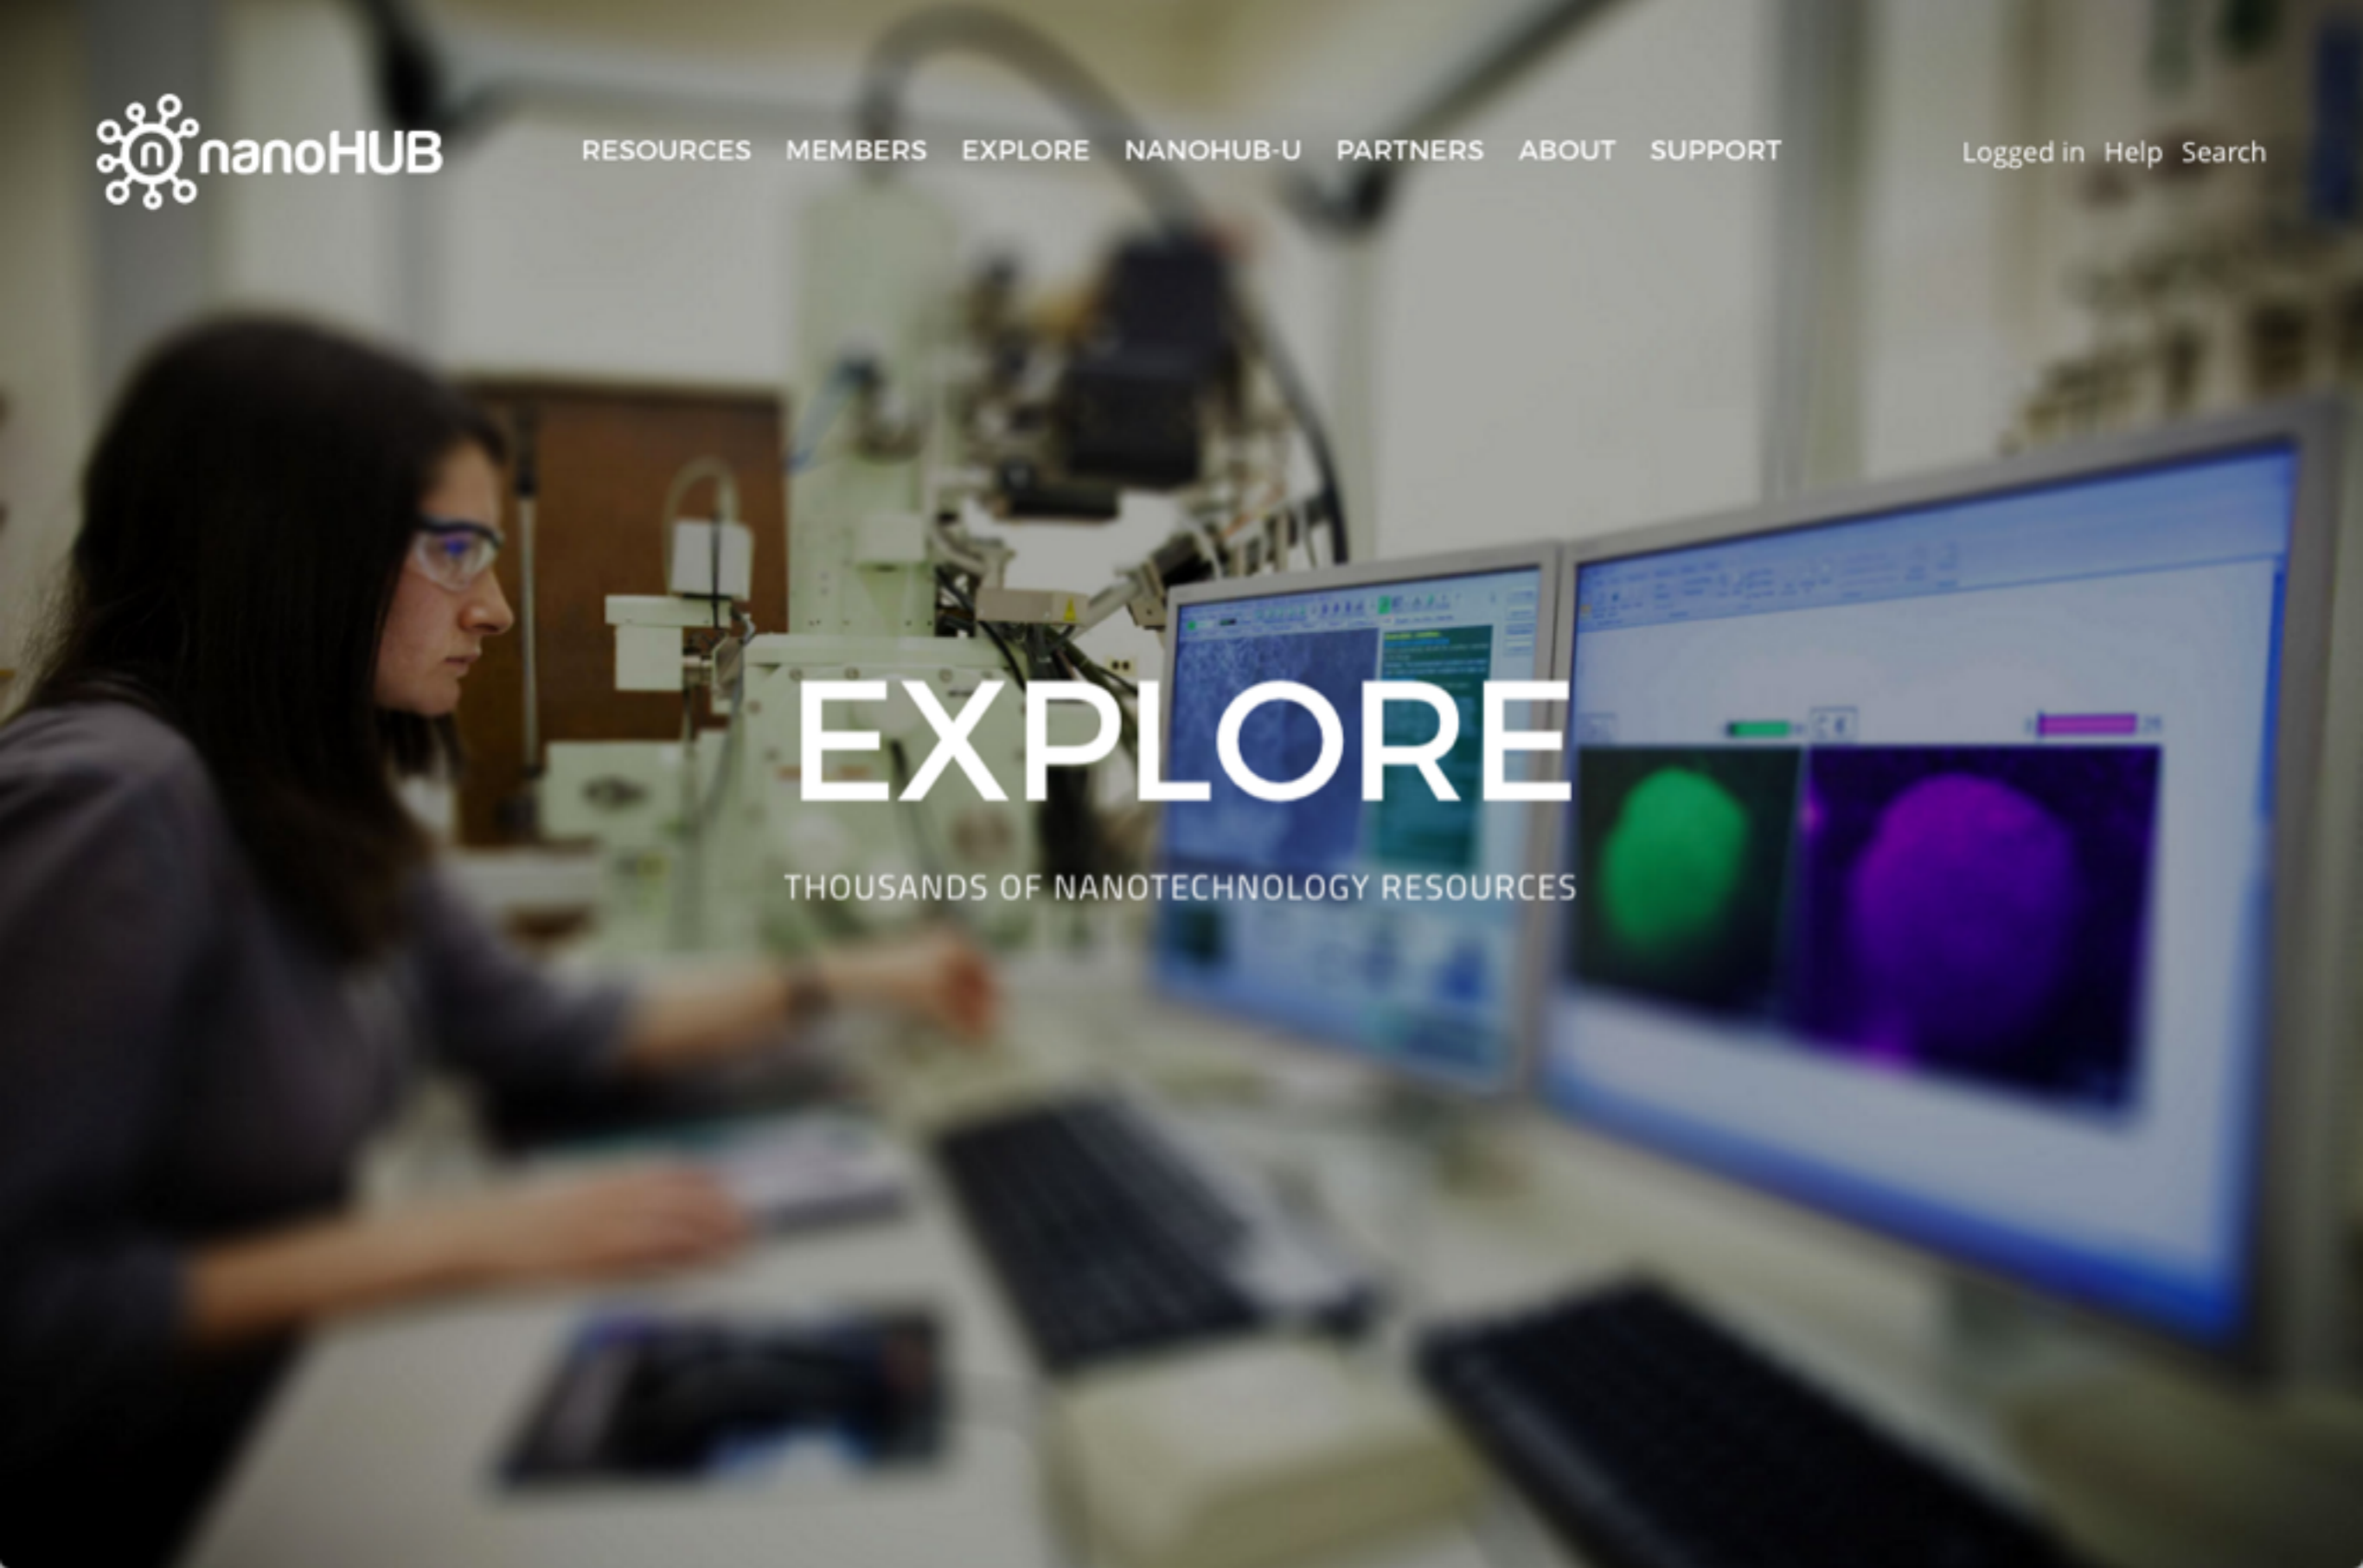 nanoHUB
RESOURCES MEMBERS EXPLORE NANOHUB-U PARTNERS ABOUT SUPPORT
Logged in Help Search
EXPLORE
THOUSANDS OF NANOTECHNOLOGY RESOURCES